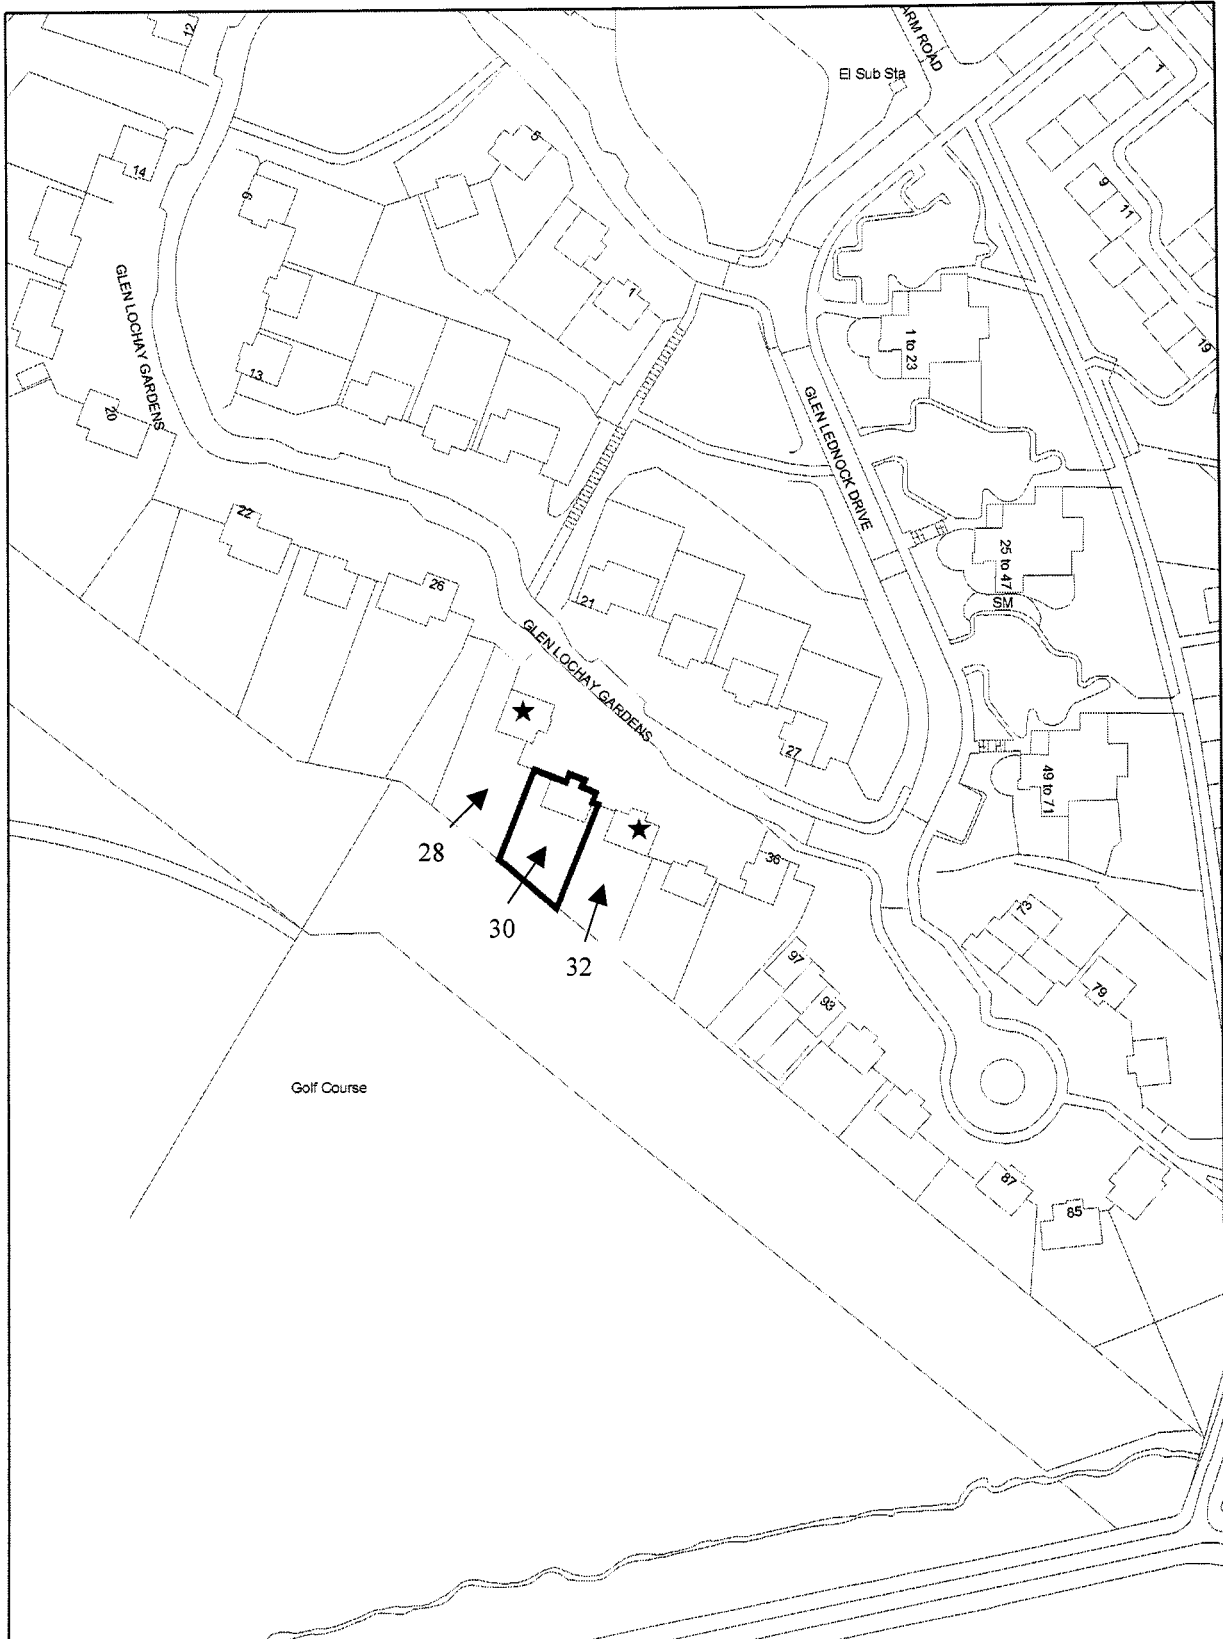 12
ARM ROAD
El Sub Sta
1
5
14
9
9
11
GLEN LOCHAY GARDENS
1
19
1 to 23
13
20
GLEN LEDNOCK DRIVE
22
25 to 47
26
21
SM
GLEN LOCHAY GARDENS
27
49 to 71
28
36
30
32
73
97
79
93
Golf Course
87
85